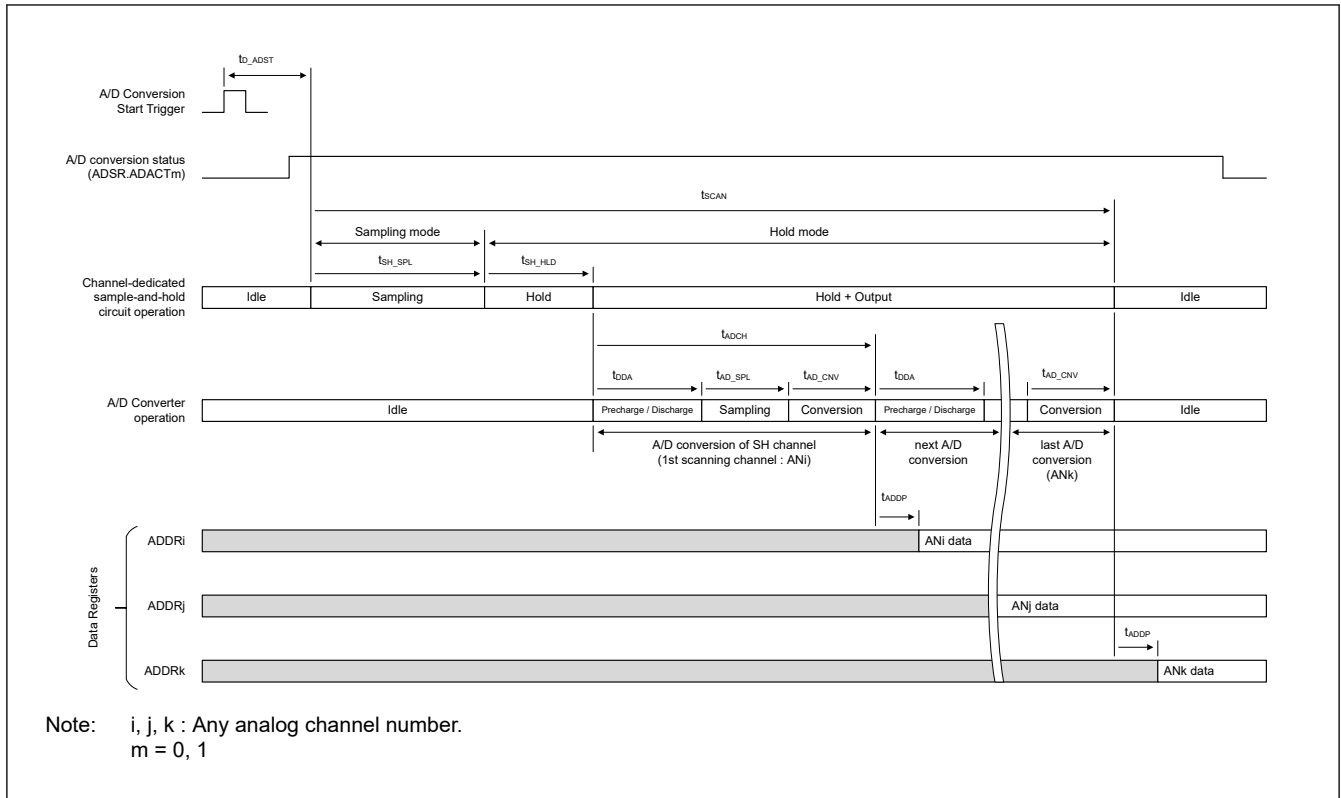 tD_ADST
A/D Conversion
Start Trigger
A/D conversion status
(ADSR.ADACTm)
tSCAN
Sampling mode
Hold mode
tSH_SPL
tSH_HLD
Channel-dedicated
sample-and-hold
circuit operation
Idle
Sampling
Hold
Hold + Output
Idle
tADCH
tDDA
tAD_SPL
tAD_CNV
tDDA
tAD_CNV
A/D Converter
operation
Idle
Precharge / Discharge
Sampling
Conversion
Precharge / Discharge
Conversion
Idle
A/D conversion of SH channel
(1st scanning channel : ANi)
next A/D
conversion
last A/D
conversion
(ANk)
tADDP
Data Registers
ADDRi
ANi data
ADDRj
ANj data
tADDP
ADDRk
ANk data
Note: i, j, k : Any analog channel number.
m = 0, 1